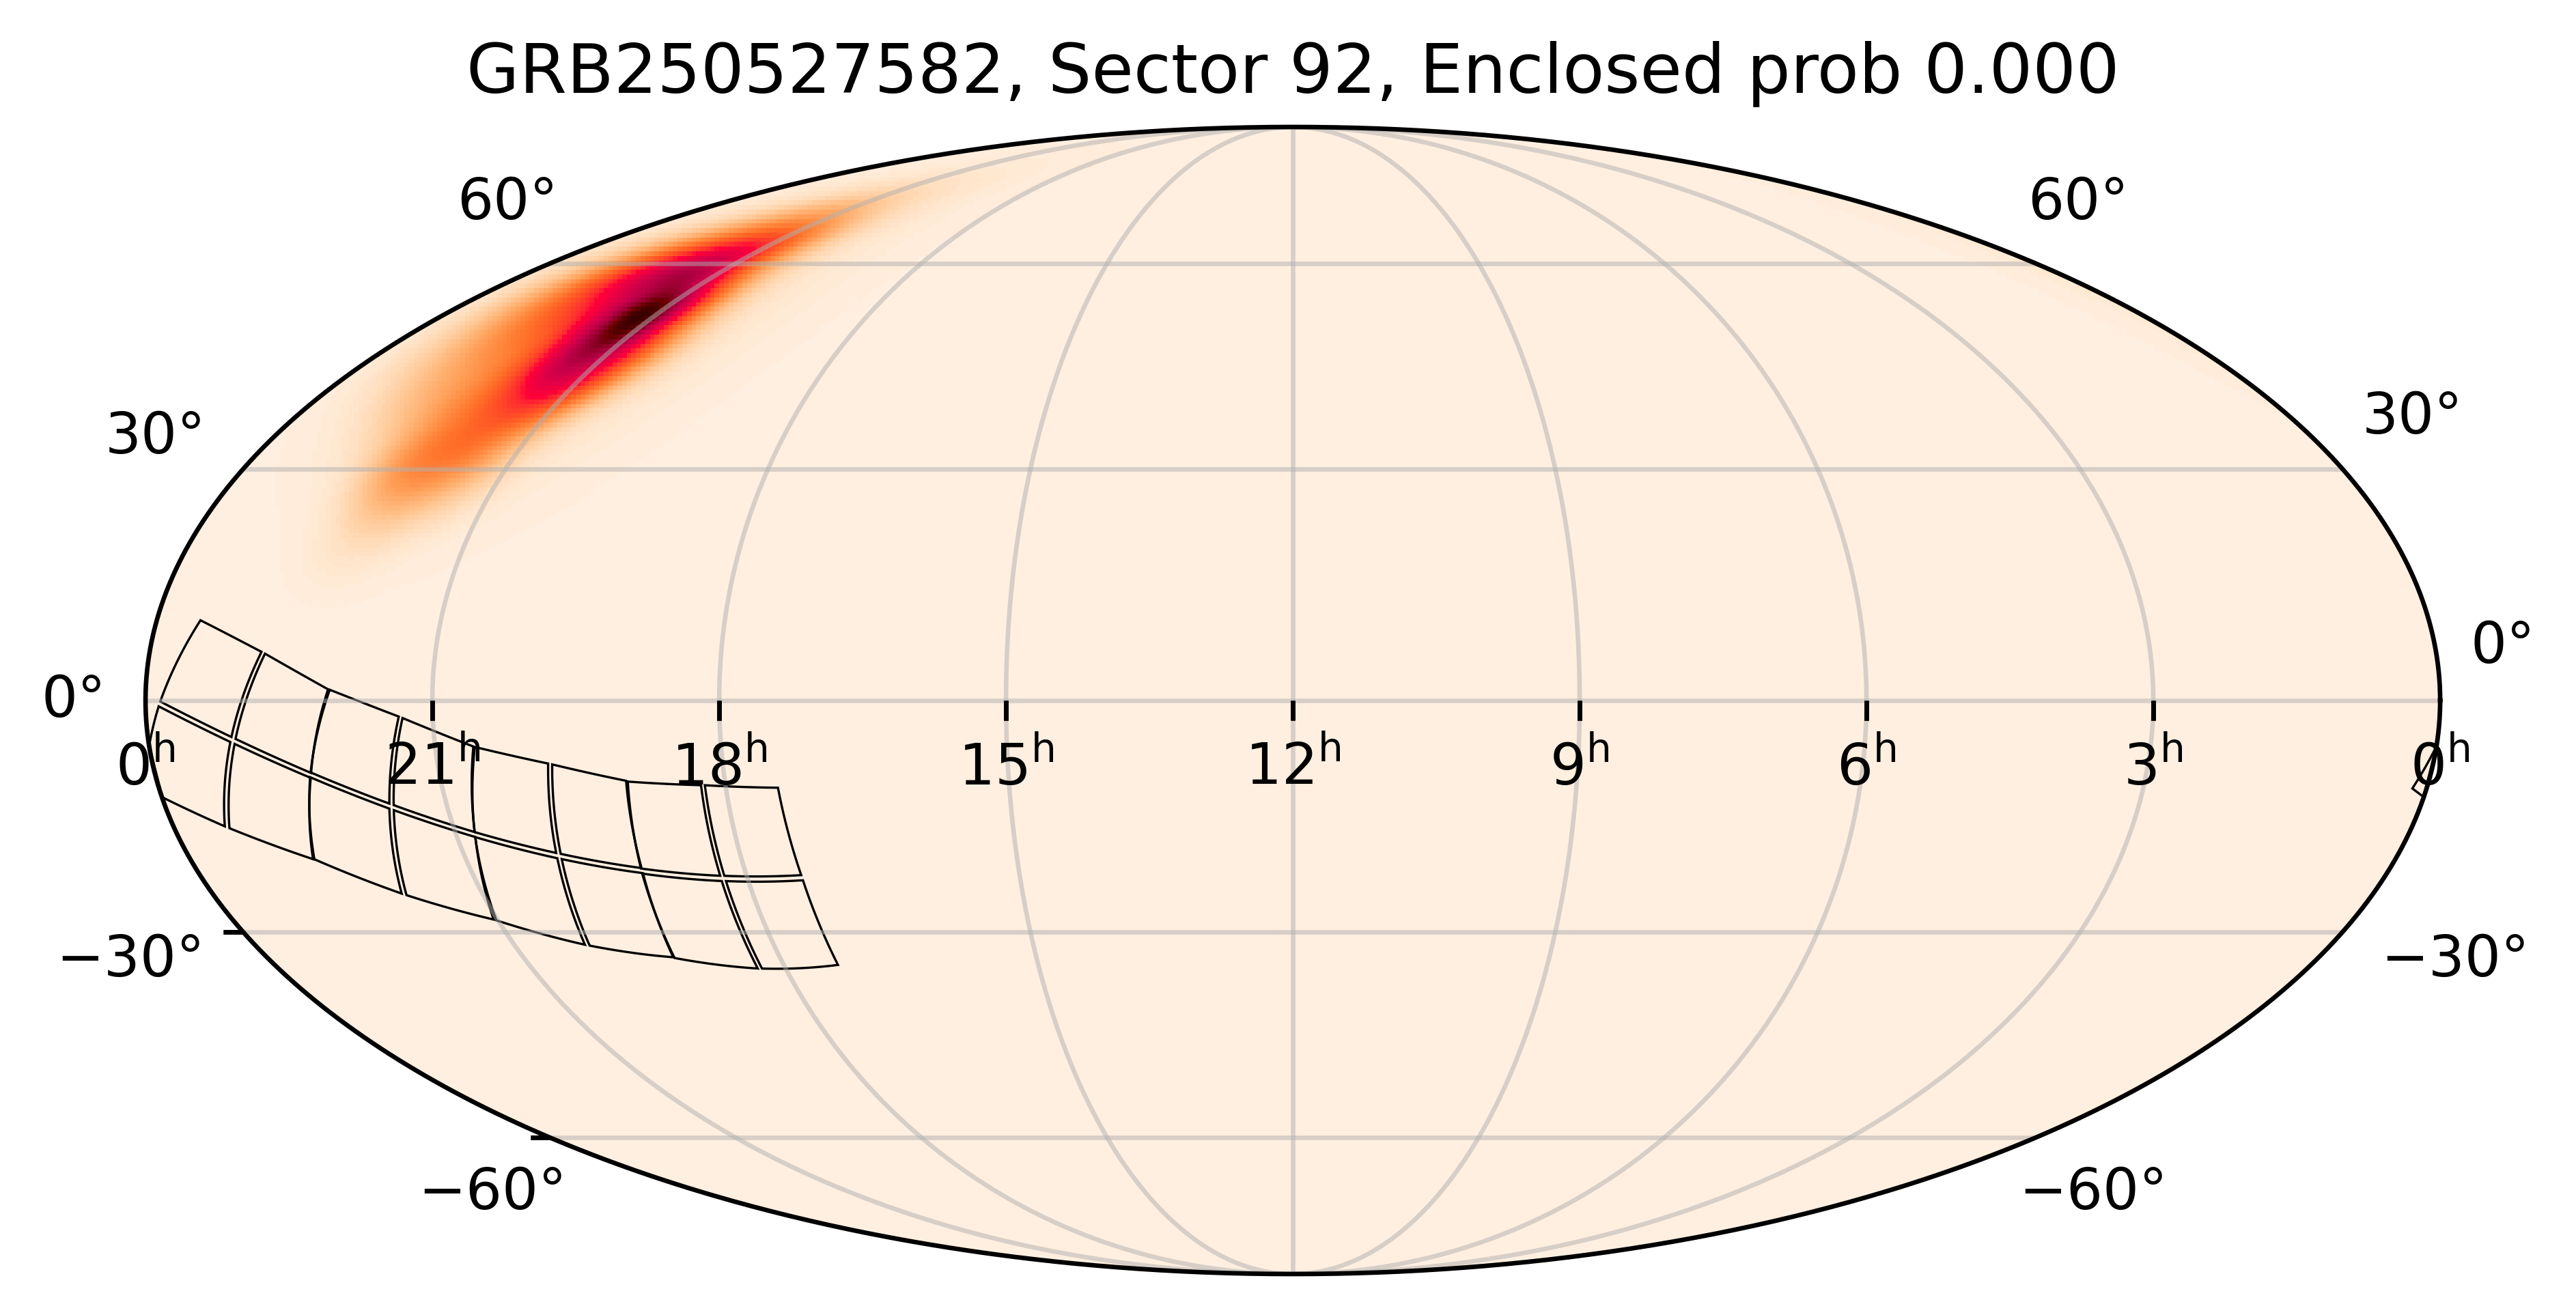 GRB250527582, Sector 92, Enclosed prob 0.000
60° 60°
30° 30°
0° 0°
0h 21h 18h 15h 12h 9h 6h 3h 0h
−30° −30°
−60° −60°